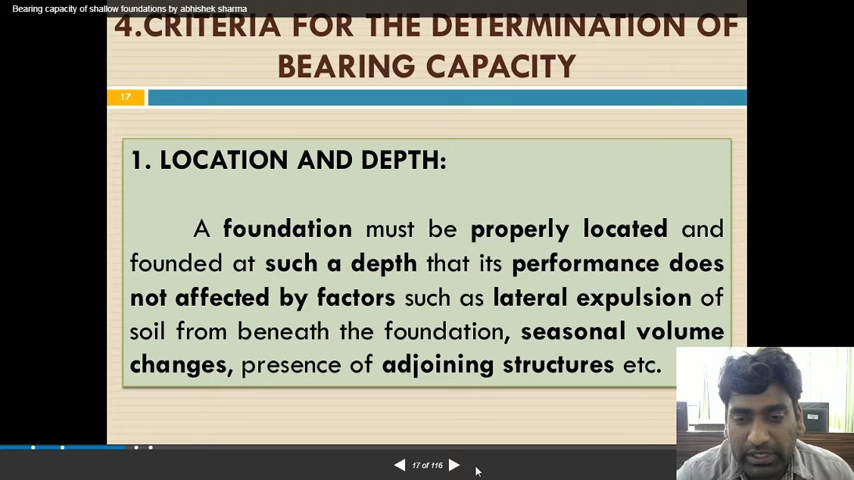 Bearing capacity of shallow foundations by abhishek sharma
4.CRITERIA FOR THE DETERMINATION OF
BEARING CAPACITY
17
1. LOCATION AND DEPTH:
A foundation must be properly located and
founded at such a depth that its performance does
not affected by factors such as lateral expulsion of
soil from beneath the foundation, seasonal volume
changes, presence of adjoining structures etc.
17 of 116